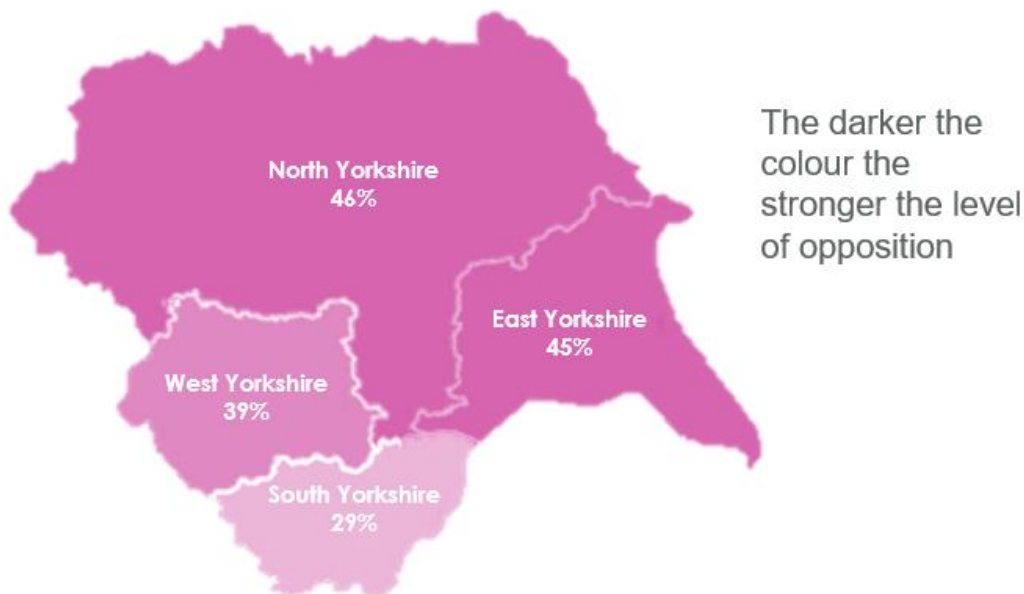 The darker the
colour the
stronger the level
of opposition
North Yorkshire
46%
East Yorkshire
45%
West Yorkshire
39%
South Yorkshire
29%